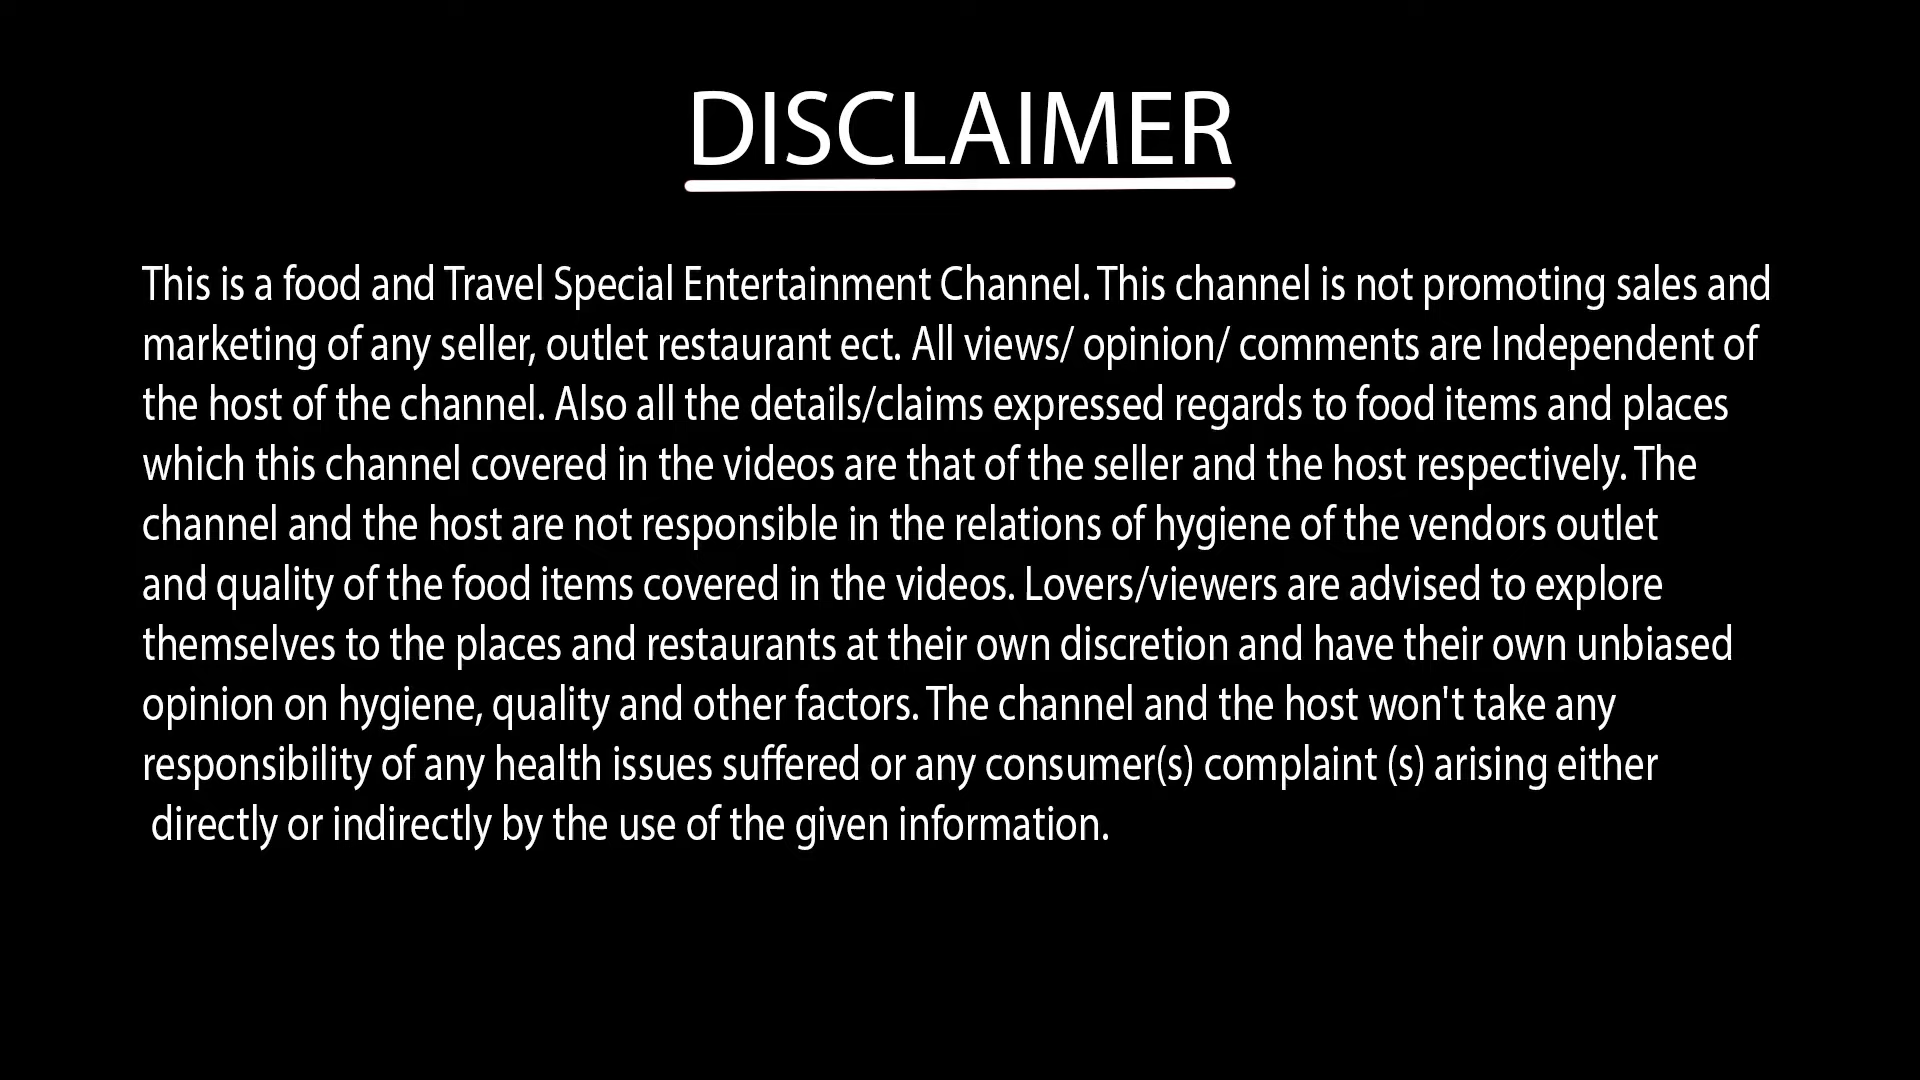 DISCLAIMER
This is a food and Travel Special Entertainment Channel. This channel is not promoting sales and
marketing of any seller, outlet restaurant ect. All views/ opinion/ comments are Independent of
the host of the channel. Also all the details/claims expressed regards to food items and places
which this channel covered in the videos are that of the seller and the host respectively. The
channel and the host are not responsible in the relations of hygiene of the vendors outlet
and quality of the food items covered in the videos. Lovers/viewers are advised to explore
themselves to the places and restaurants at their own discretion and have their own unbiased
opinion on hygiene, quality and other factors. The channel and the host won't take any
responsibility of any health issues suffered or any consumer(s) complaint (s) arising either
directly or indirectly by the use of the given information.